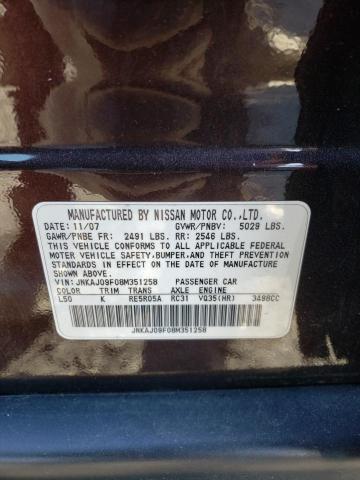 MANUFACTURED BY NISSAN MOTOR CO.,LTD.
DATE: 11/07 GVWR/PNBV: 5029 LBS.
GAWR/PNBE FR: 2491 LBS. RR: 2546 LBS.
THIS VEHICLE CONFORMS TO ALL APPLICABLE FEDERAL
MOTOR VEHICLE SAFETY,BUMPER,AND THEFT PREVENTION
STANDARDS IN EFFECT ON THE DATE OF MANUFACTURE
SHOWN ABOVE.
VIN: JNKAJ09F08M351258 PASSENGER CAR
COLOR TRIM TRANS AXLE ENGINE
L50 K RE5R05A RC31 VQ35(HR) 3498CC
JNKAJ09F08M351258